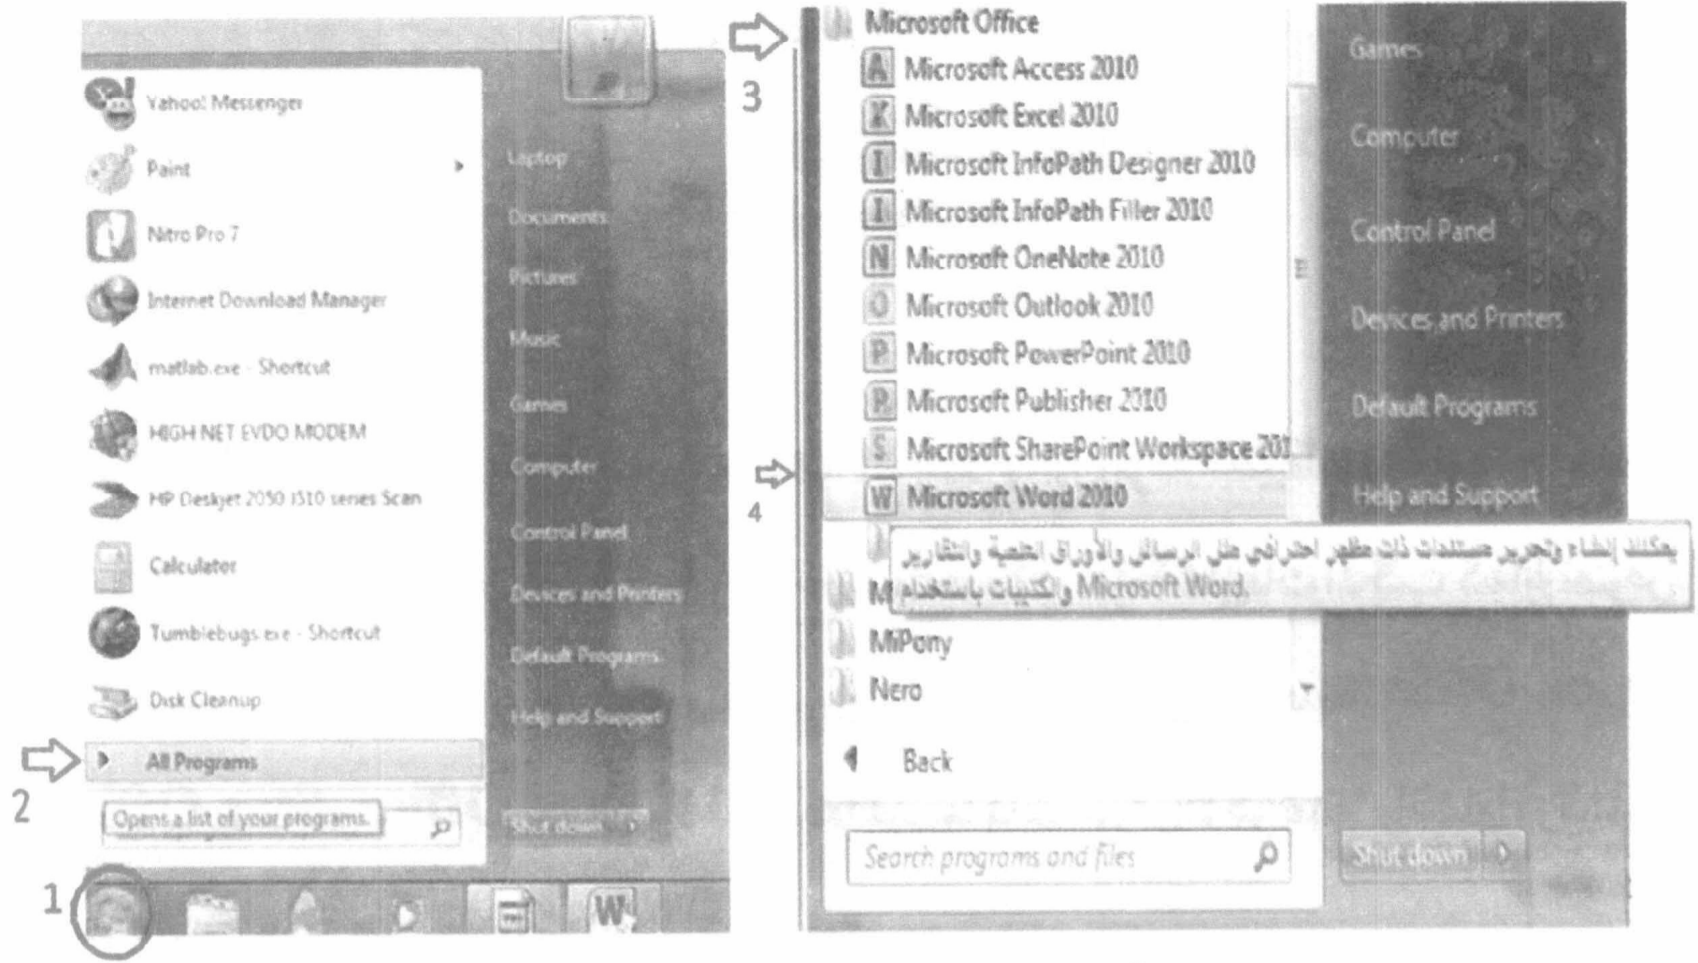 Yahoo! Messenger
Paint
Nitro Pro 7
Internet Download Manager
matlab.exe - Shortcut
HIGH NET EVDO MODEM
HP Deskjet 2050 J510 series Scan
Calculator
Tumblebugs.exe - Shortcut
Disk Cleanup
2
All Programs
Opens a list of your programs.
1
Laptop
Documents
Pictures
Music
Games
Computer
Control Panel
Devices and Printers
Default Programs
Help and Support
Shut down
W
3
Microsoft Office
A Microsoft Access 2010
X Microsoft Excel 2010
I Microsoft InfoPath Designer 2010
I Microsoft InfoPath Filler 2010
N Microsoft OneNote 2010
O Microsoft Outlook 2010
P Microsoft PowerPoint 2010
P Microsoft Publisher 2010
S Microsoft SharePoint Workspace 201
4
W Microsoft Word 2010
يمكنك إنشاء وتحرير مستندات ذات مظهر احترافي مثل الرسائل والأوراق النصية والتقارير
والكتيبات باستخدام Microsoft Word.
M
MiPony
Nero
Back
Search programs and files
Games
Computer
Control Panel
Devices and Printers
Default Programs
Help and Support
Shut down